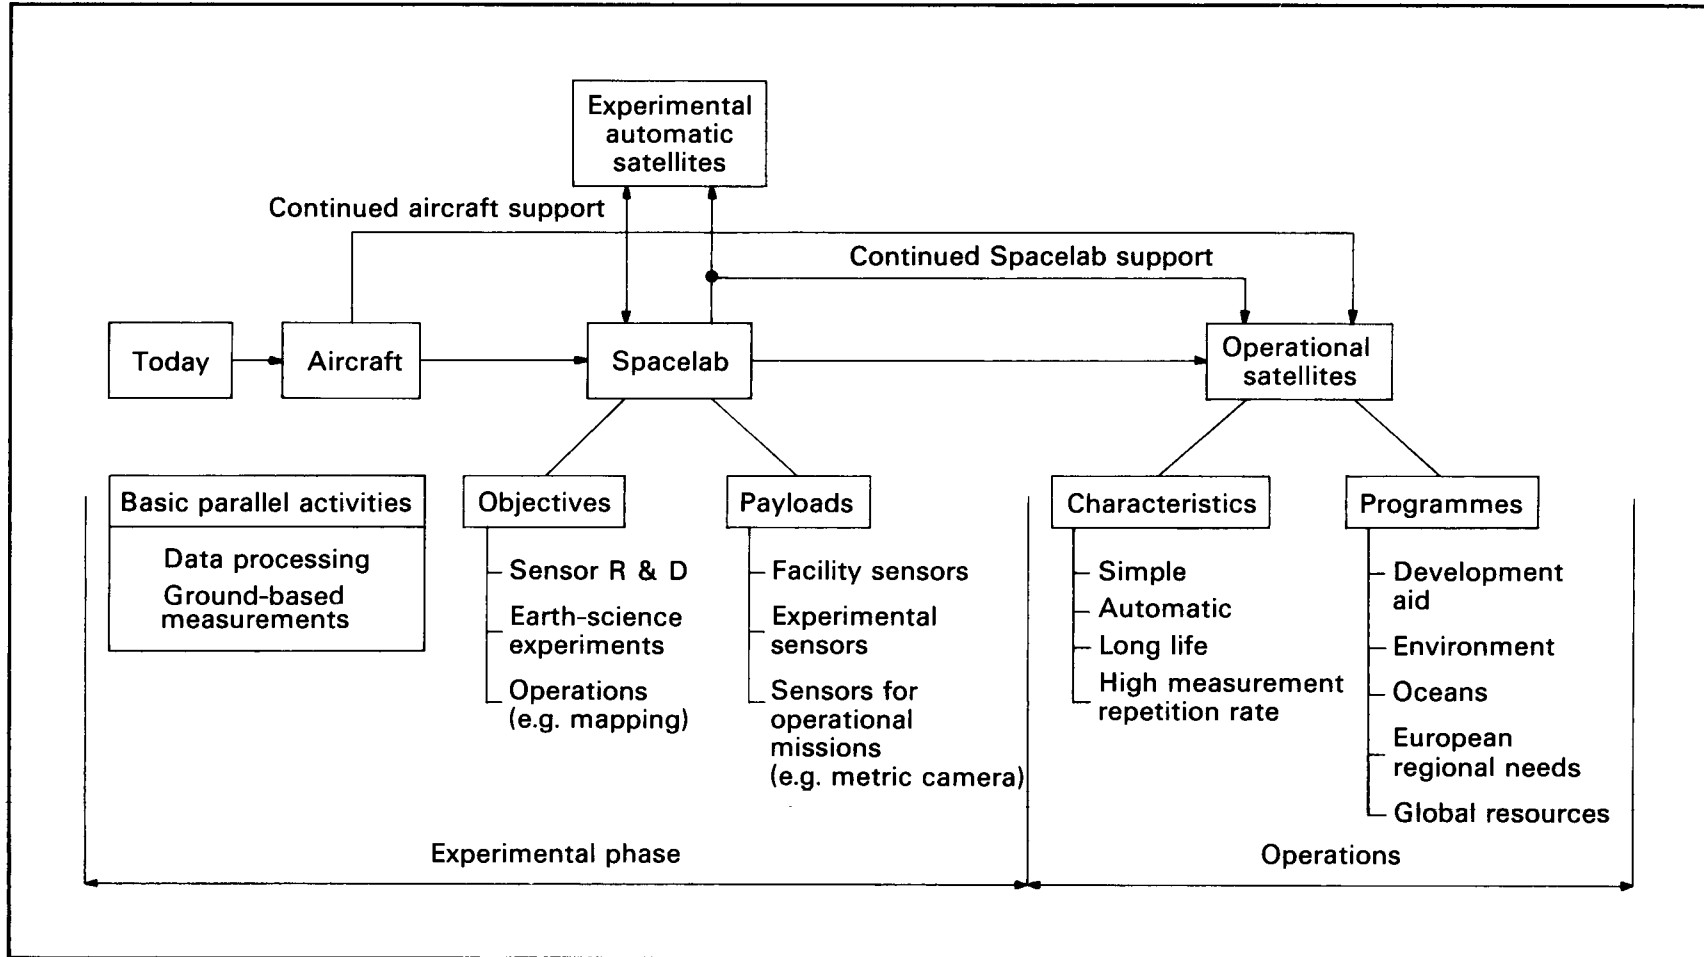 Experimental
automatic
satellites
Continued aircraft support
Continued Spacelab support
Today
Aircraft
Spacelab
Operational
satellites
Basic parallel activities
Data processing
Ground-based
measurements
Objectives
Sensor R & D
Earth-science
experiments
Operations
(e.g. mapping)
Payloads
Facility sensors
Experimental
sensors
Sensors for
operational
missions
(e.g. metric camera)
Characteristics
Simple
Automatic
Long life
High measurement
repetition rate
Programmes
Development
aid
Environment
Oceans
European
regional needs
Global resources
Experimental phase
Operations